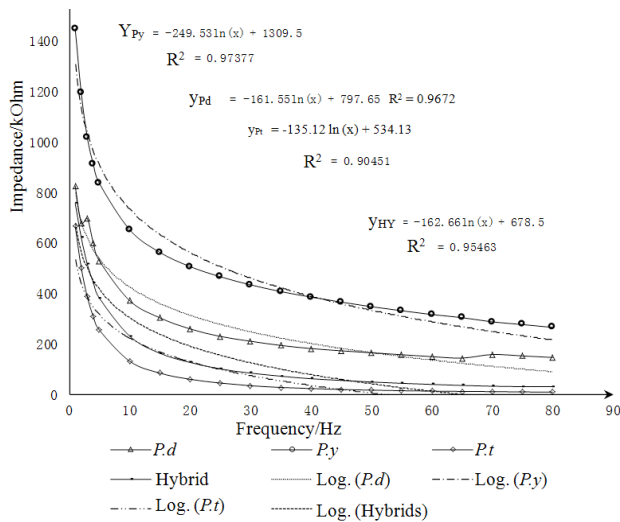 Y_Py = -249.53ln(x) + 1309.5
R² = 0.97377
y_Pd = -161.55ln(x) + 797.65 R²=0.9672
y_Pt = -135.12 ln(x) + 534.13
R² = 0.90451
y_HY = -162.66ln(x) + 678.5
R² = 0.95463
Impedance/kOhm
1400
1200
1000
800
600
400
200
0
0 10 20 30 40 50 60 70 80 90
Frequency/Hz
P.d P.y P.t
Hybrid Log. (P.d) Log. (P.y)
Log. (P.t) Log. (Hybrids)